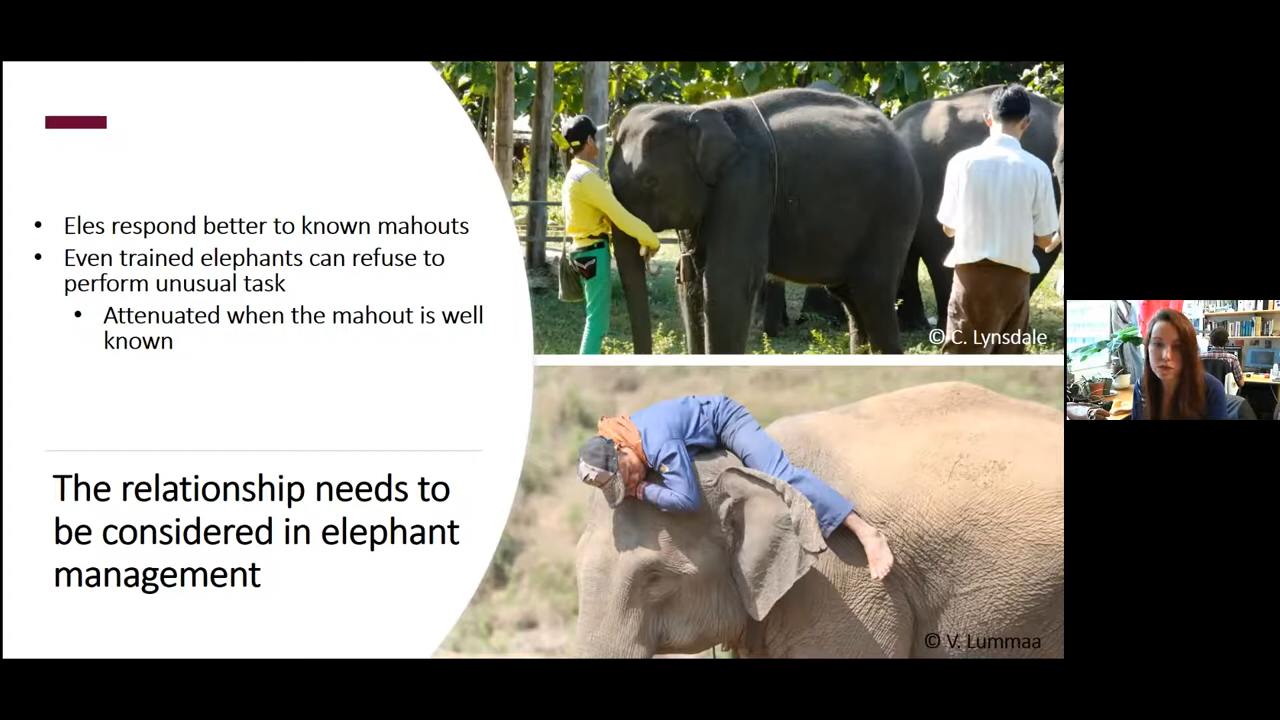 • Eles respond better to known mahouts
• Even trained elephants can refuse to
perform unusual task
• Attenuated when the mahout is well
known
The relationship needs to
be considered in elephant
management
© C. Lynsdale
© V. Lummaa